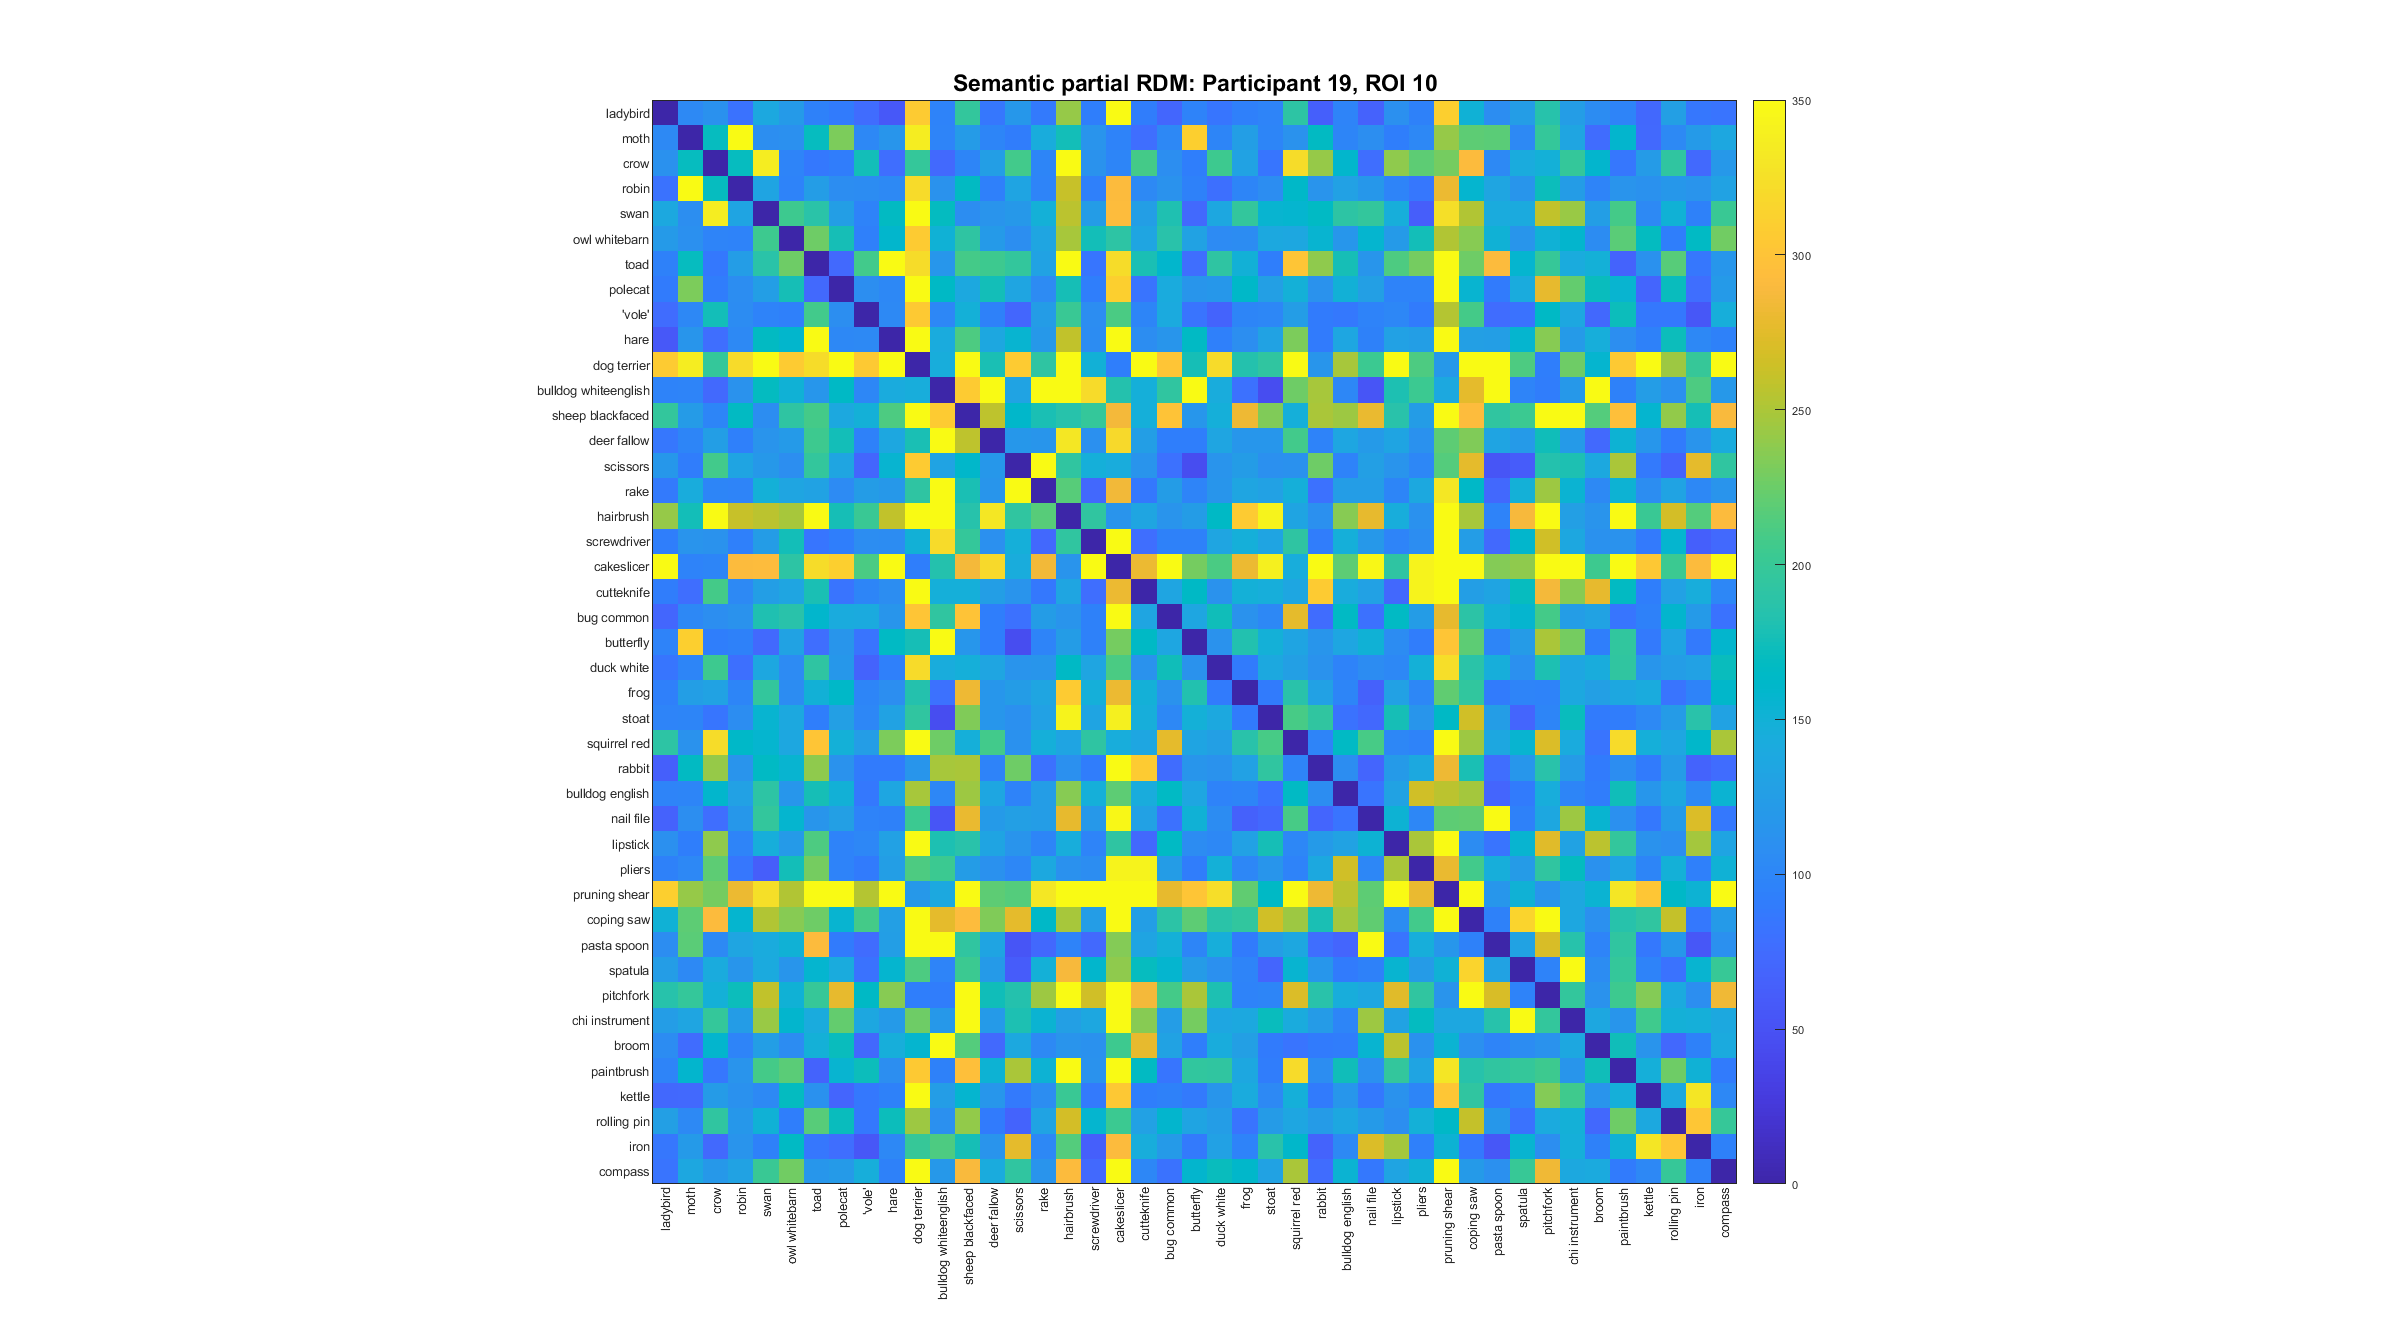 Semantic partial RDM: Participant 19, ROI 10
ladybird
moth
crow
robin
swan
owl whitebarn
toad
polecat
'vole'
hare
dog terrier
bulldog whiteenglish
sheep blackfaced
deer fallow
scissors
rake
hairbrush
screwdriver
cakeslicer
cutteknife
bug common
butterfly
duck white
frog
stoat
squirrel red
rabbit
bulldog english
nail file
lipstick
pliers
pruning shear
coping saw
pasta spoon
spatula
pitchfork
chi instrument
broom
paintbrush
kettle
rolling pin
iron
compass
350
300
250
200
150
100
50
0
ladybird
moth
crow
robin
swan
owl whitebarn
toad
polecat
'vole'
hare
dog terrier
bulldog whiteenglish
sheep blackfaced
deer fallow
scissors
rake
hairbrush
screwdriver
cakeslicer
cutteknife
bug common
butterfly
duck white
frog
stoat
squirrel red
rabbit
bulldog english
nail file
lipstick
pliers
pruning shear
coping saw
pasta spoon
spatula
pitchfork
chi instrument
broom
paintbrush
kettle
rolling pin
iron
compass